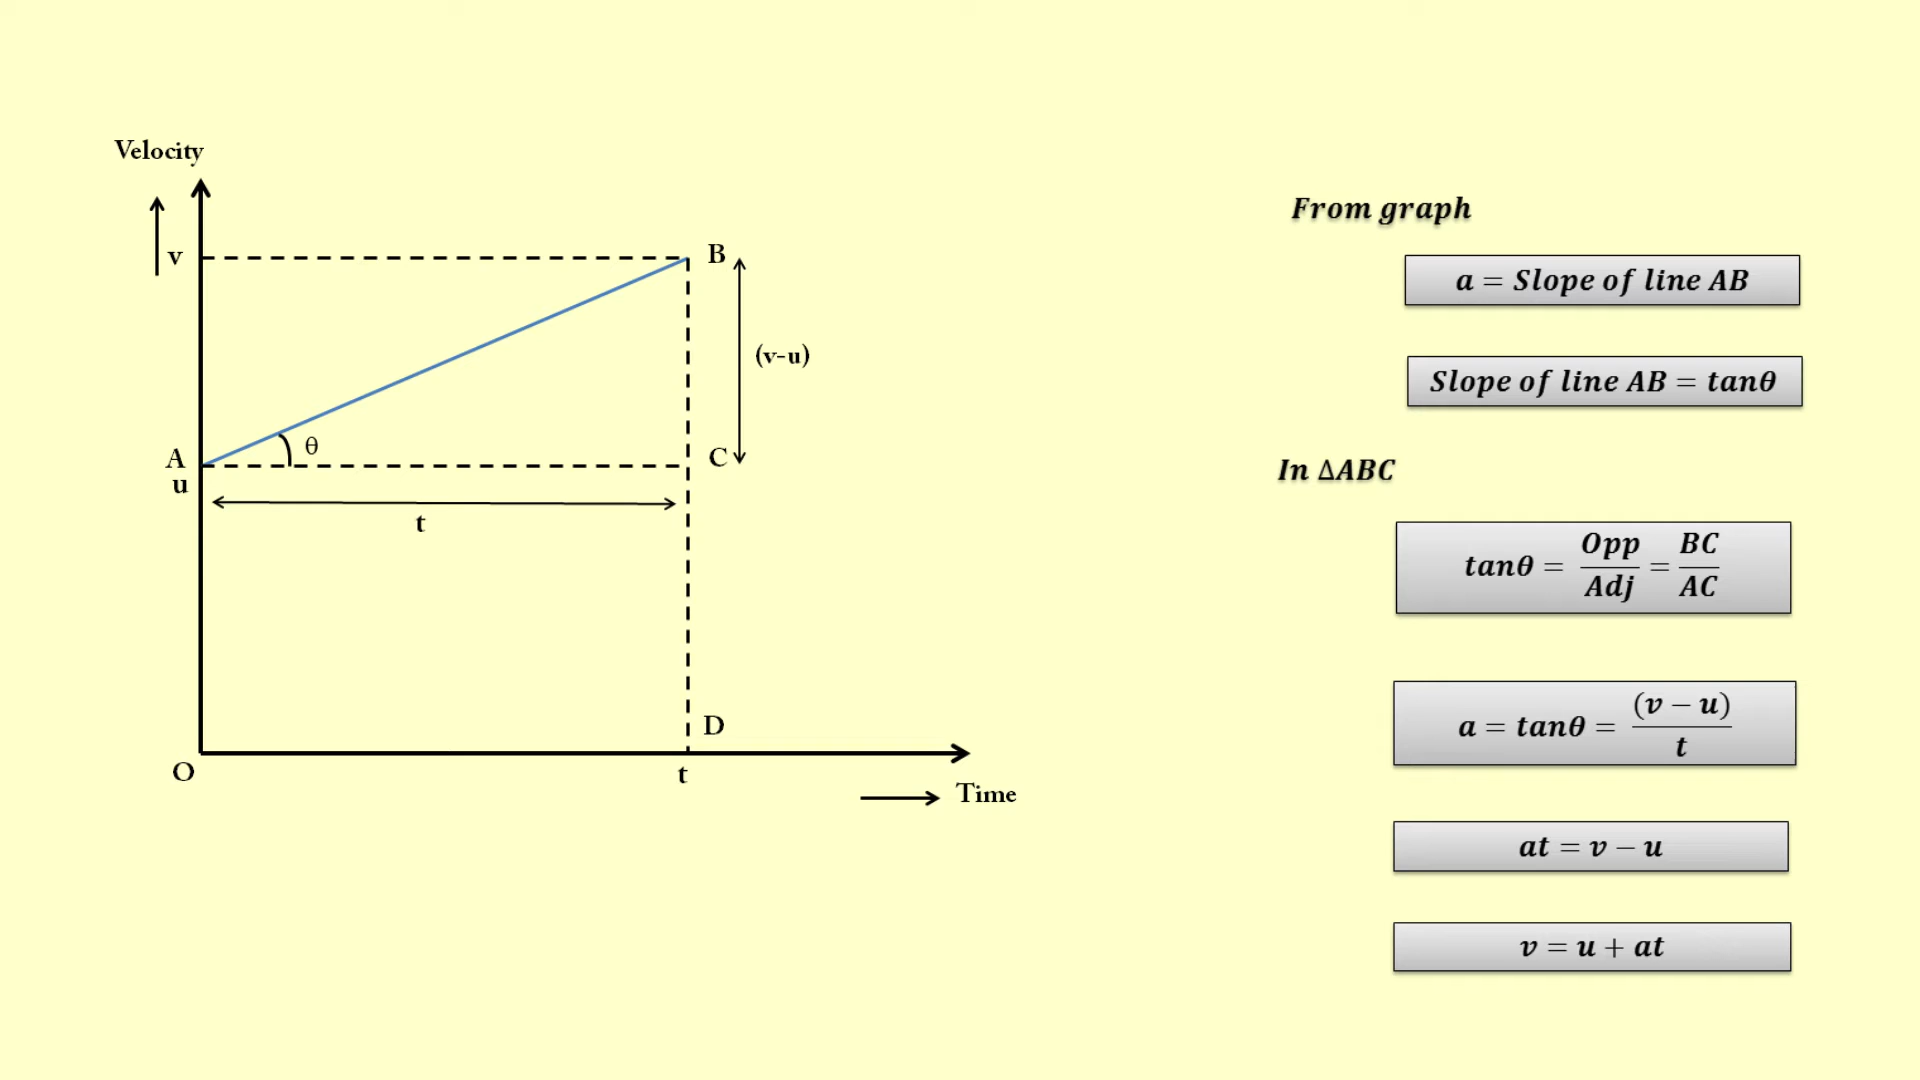 Velocity
v
B
(v-u)
A
θ
C
u
t
D
O
t
Time
From graph
a = Slope of line AB
Slope of line AB = tanθ
In ΔABC
tanθ = Opp/Adj = BC/AC
a = tanθ = (v − u)/t
at = v − u
v = u + at